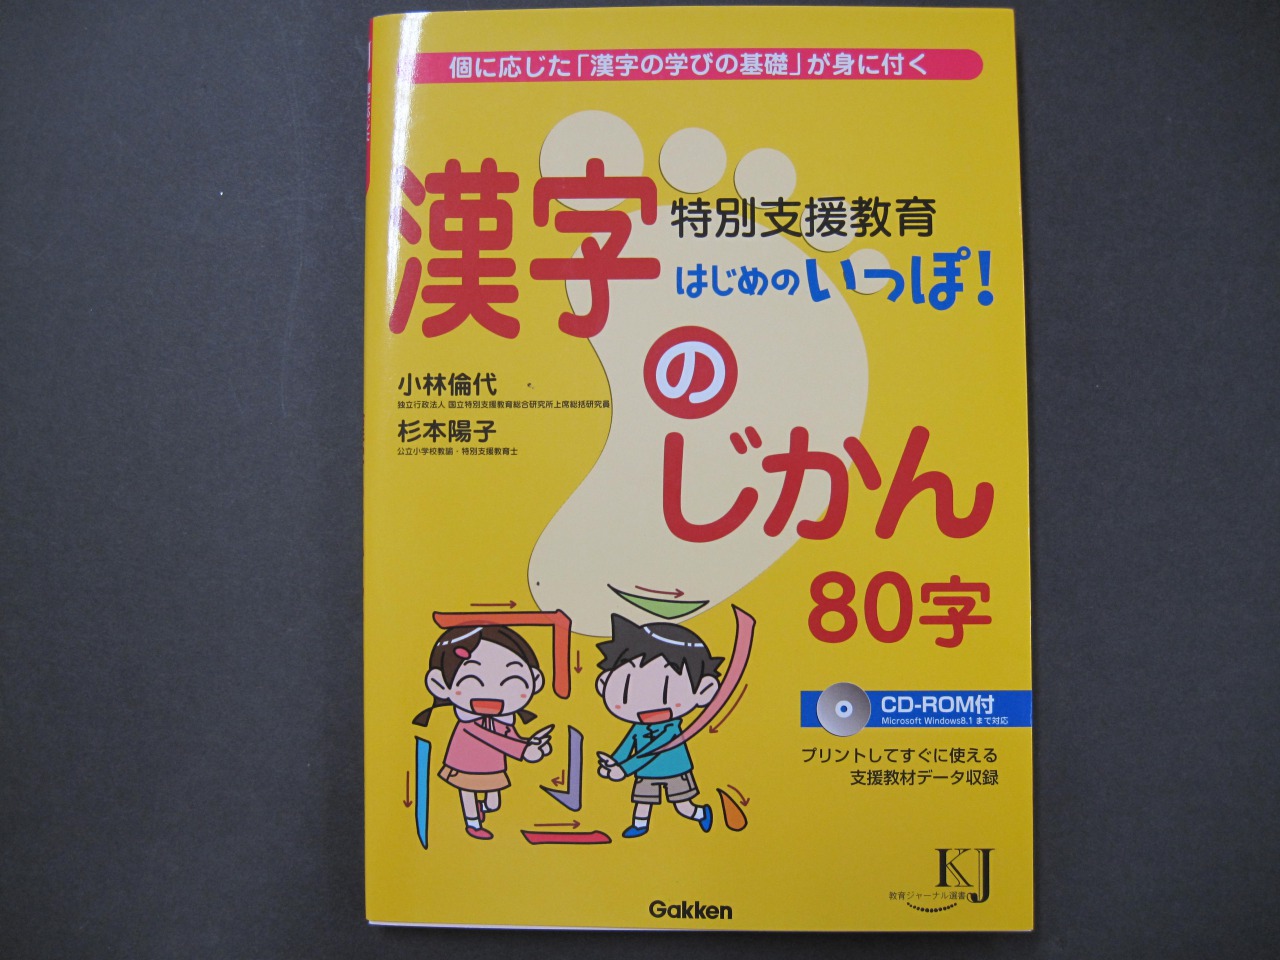 個に応じた「漢字の学びの基礎」が身に付く
漢字
特別支援教育
はじめのいっぽ！
の
じかん
80字
小林倫代
独立行政法人 国立特別支援教育総合研究所上席総括研究員
杉本陽子
公立小学校教諭・特別支援教育士
CD-ROM付
Microsoft Windows8.1 まで対応
プリントしてすぐに使える
支援教材データ収録
KJ
教育ジャーナル選書
Gakken